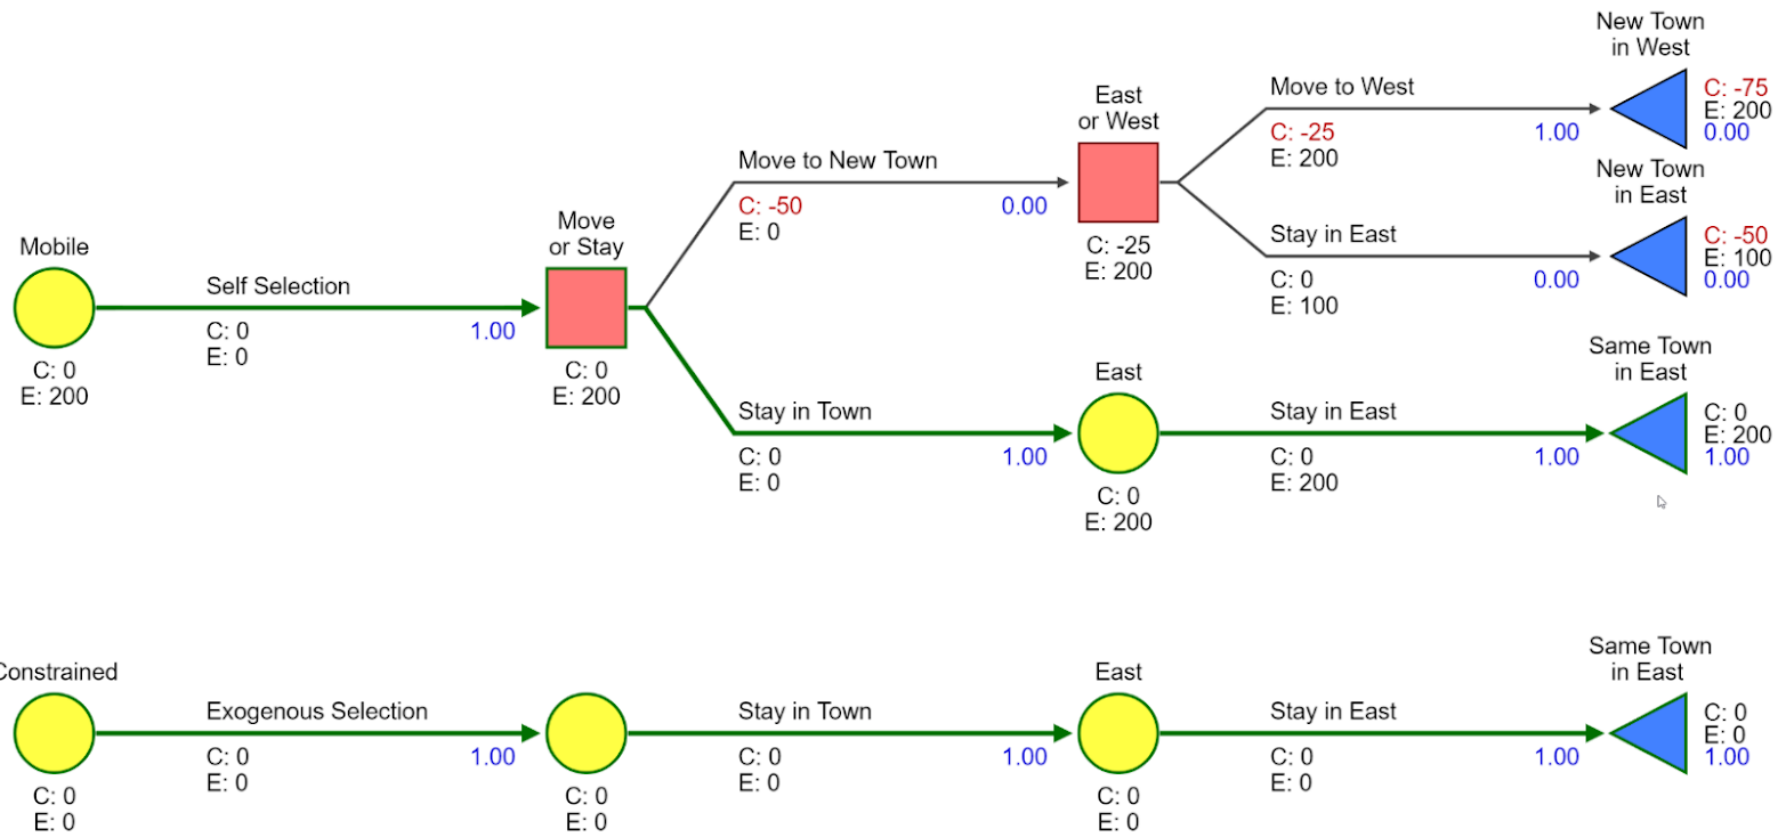 New Town
in West
Move to West
C: -75
E: 200
0.00
East
or West
C: -25
E: 200
1.00
Move to New Town
New Town
in East
C: -50
E: 0
0.00
Stay in East
C: -50
E: 100
0.00
Move
or Stay
C: -25
E: 200
C: 0
E: 100
0.00
Mobile
Self Selection
C: 0
E: 0
1.00
Same Town
in East
C: 0
E: 200
C: 0
E: 200
East
Stay in Town
Stay in East
C: 0
E: 200
1.00
C: 0
E: 0
1.00
C: 0
E: 200
1.00
C: 0
E: 200
Constrained
East
Same Town
in East
Exogenous Selection
Stay in Town
Stay in East
C: 0
E: 0
1.00
C: 0
E: 0
1.00
C: 0
E: 0
1.00
C: 0
E: 0
1.00
C: 0
E: 0
C: 0
E: 0
C: 0
E: 0